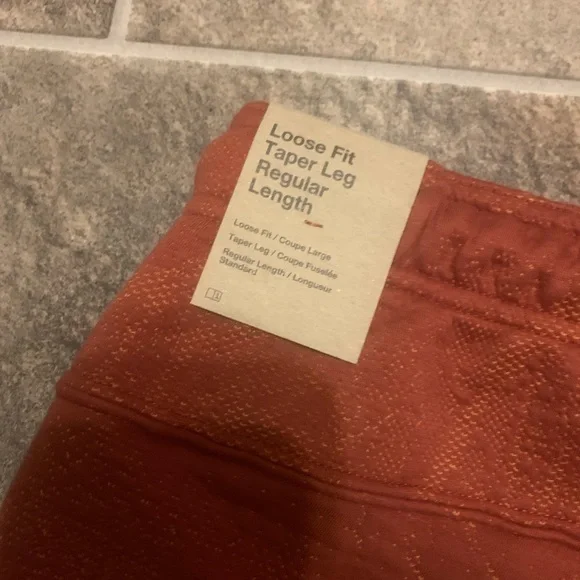 Loose Fit
Taper Leg
Regular
Length
Loose Fit / Coupe Large
Taper Leg / Coupe Fuselée
Regular Length / Longueur
Standard